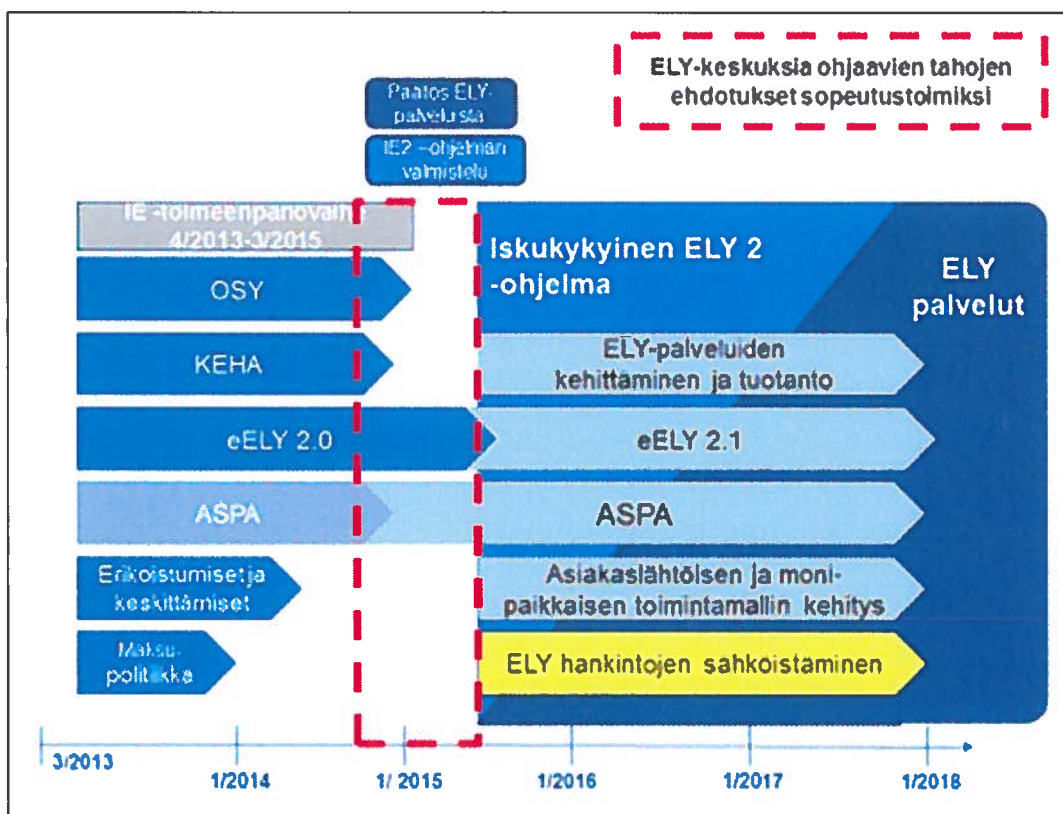 ELY-keskuksia ohjaavien tahojen
ehdotukset sopeutustoimiksi
Päätös ELY-
palveluista
IE2 –ohjelman
valmistelu
IE -toimeenpanovaihe
4/2013-3/2015
OSY
KEHA
eELY 2.0
ASPA
Erikoistumiset ja
keskittämiset
Maksu-
politiikka
Iskukykyinen ELY 2
-ohjelma
ELY
palvelut
ELY-palveluiden
kehittäminen ja tuotanto
eELY 2.1
ASPA
Asiakaslähtöisen ja moni-
paikkaisen toimintamallin kehitys
ELY hankintojen sähköistäminen
3/2013
1/2014
1/ 2015
1/2016
1/2017
1/2018